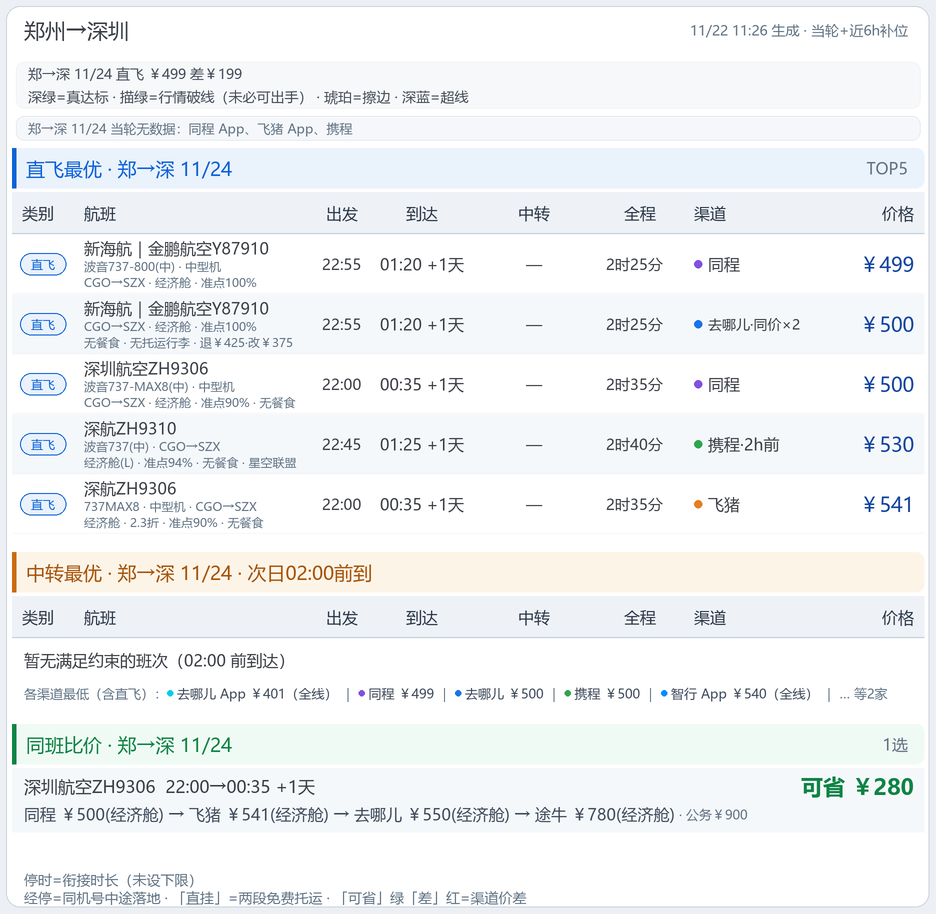 郑州→深圳 11/22 11:26 生成 · 当轮+近6h补位
郑→深 11/24 直飞 ￥499 差￥199
深绿=真达标 · 描绿=行情破线（未必可出手） · 琥珀=擦边 · 深蓝=超线
郑→深 11/24 当轮无数据：同程 App、飞猪 App、携程
直飞最优 · 郑→深 11/24 TOP5
类别 航班 出发 到达 中转 全程 渠道 价格
新海航｜金鹏航空Y87910
直飞 波音737-800(中) · 中型机 22:55 01:20 +1天 — 2时25分 同程 ￥499
CGO→SZX · 经济舱 · 准点100%
新海航｜金鹏航空Y87910
直飞 CGO→SZX · 经济舱 · 准点100% 22:55 01:20 +1天 — 2时25分 去哪儿·同价×2 ￥500
无餐食 · 无托运行李 · 退￥425·改￥375
深圳航空ZH9306
直飞 波音737-MAX8(中) · 中型机 22:00 00:35 +1天 — 2时35分 同程 ￥500
CGO→SZX · 经济舱 · 准点90% · 无餐食
深航ZH9310
直飞 波音737(中) · CGO→SZX 22:45 01:25 +1天 — 2时40分 携程·2h前 ￥530
经济舱(L) · 准点94% · 无餐食 · 星空联盟
深航ZH9306
直飞 737MAX8 · 中型机 · CGO→SZX 22:00 00:35 +1天 — 2时35分 飞猪 ￥541
经济舱 · 2.3折 · 准点90% · 无餐食
中转最优 · 郑→深 11/24 · 次日02:00前到
类别 航班 出发 到达 中转 全程 渠道 价格
暂无满足约束的班次（02:00 前到达）
各渠道最低（含直飞）: 去哪儿 App ￥401（全线） | 同程 ￥499 | 去哪儿 ￥500 | 携程 ￥500 | 智行 App ￥540（全线） | … 等2家
同班比价 · 郑→深 11/24 1选
深圳航空ZH9306 22:00→00:35 +1天 可省 ￥280
同程 ￥500(经济舱) → 飞猪 ￥541(经济舱) → 去哪儿 ￥550(经济舱) → 途牛 ￥780(经济舱) · 公务￥900
停时=衔接时长（未设下限）
经停=同机号中途落地 · 「直挂」=两段免费托运 · 「可省」绿「差」红=渠道价差